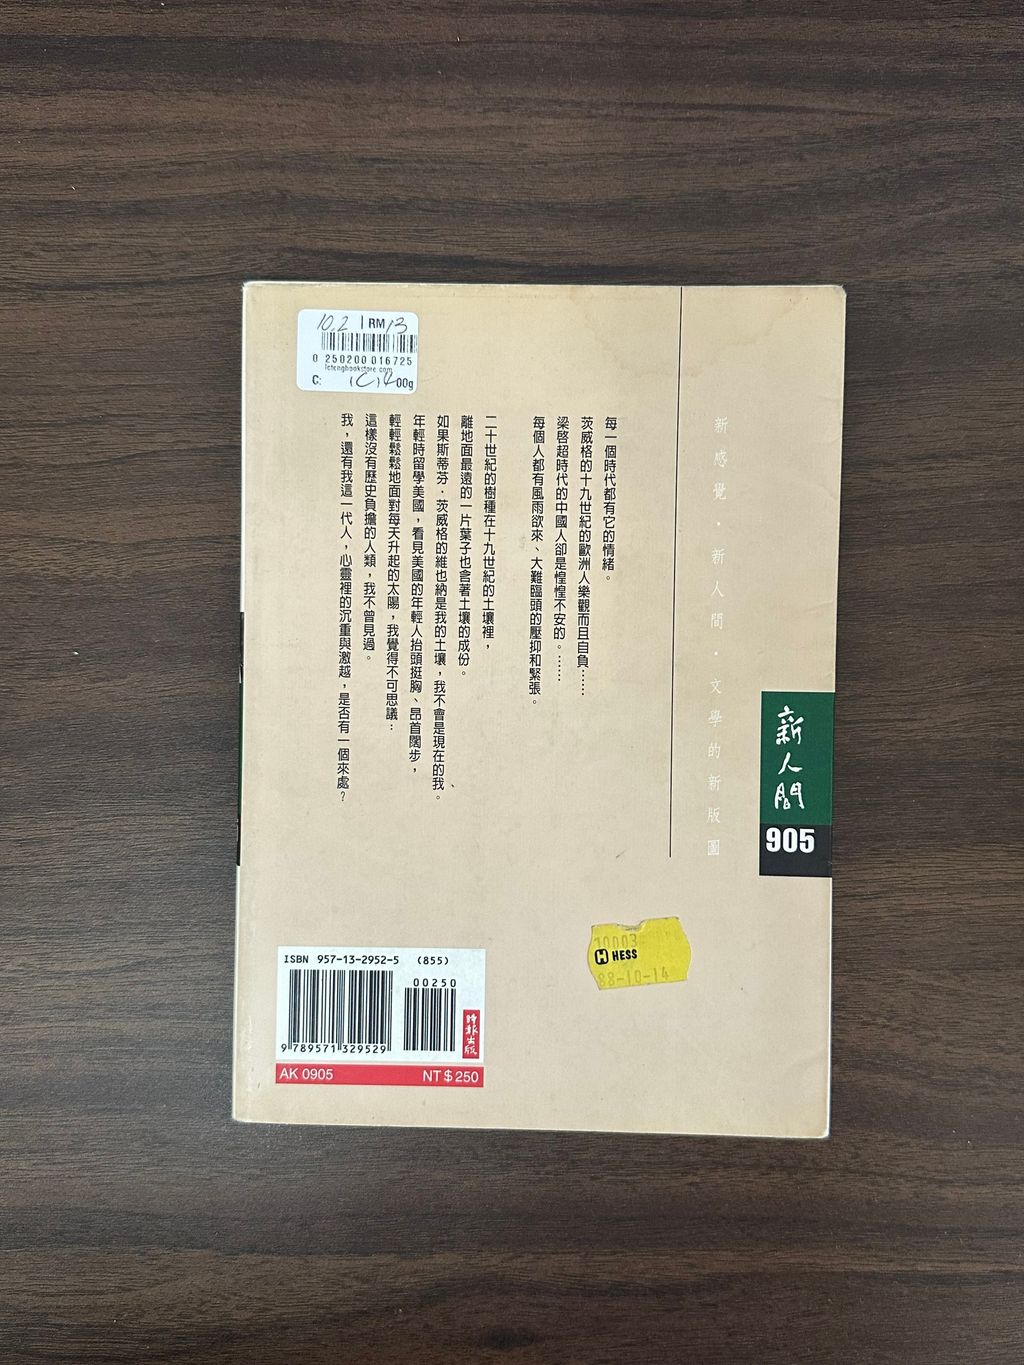 10.2 | RM 13
0 250200 016725
tctengbookstore.com
C: (C)4 00g
新感覺・新人間・文學的新版圖
新人間
905
每一個時代都有它的情緒。
茨威格的十九世紀的歐洲人樂觀而且自負……
梁啓超時代的中國人卻是惶惶不安的。……
每個人都有風雨欲來、大難臨頭的壓抑和緊張。
二十世紀的樹種在十九世紀的土壤裡，
離地面最遠的一片葉子也含著土壤的成份。
如果斯蒂芬．茨威格的維也納是我的土壤，我不會是現在的我。
年輕時留學美國，看見美國的年輕人抬頭挺胸、昂首闊步，
輕輕鬆鬆地面對每天升起的太陽，我覺得不可思議：
這樣沒有歷史負擔的人類，我不曾見過。
我，還有我這一代人，心靈裡的沉重與激越，是否有一個來處？
10003
HESS
88-10-14
ISBN 957-13-2952-5 (855)
00250
9 789571 329529
時報出版
AK 0905 NT$250